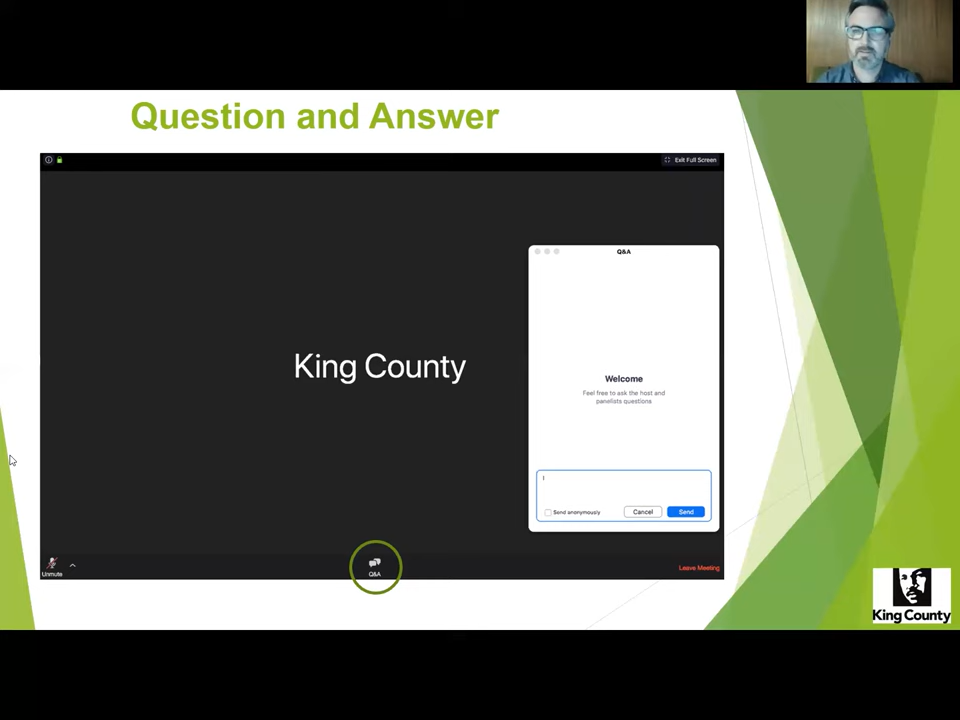 Question and Answer
Exit Full Screen
Q&A
King County
Welcome
Feel free to ask the host and
panelists questions
Send anonymously
Cancel
Send
Unmute
Q&A
Leave Meeting
King County